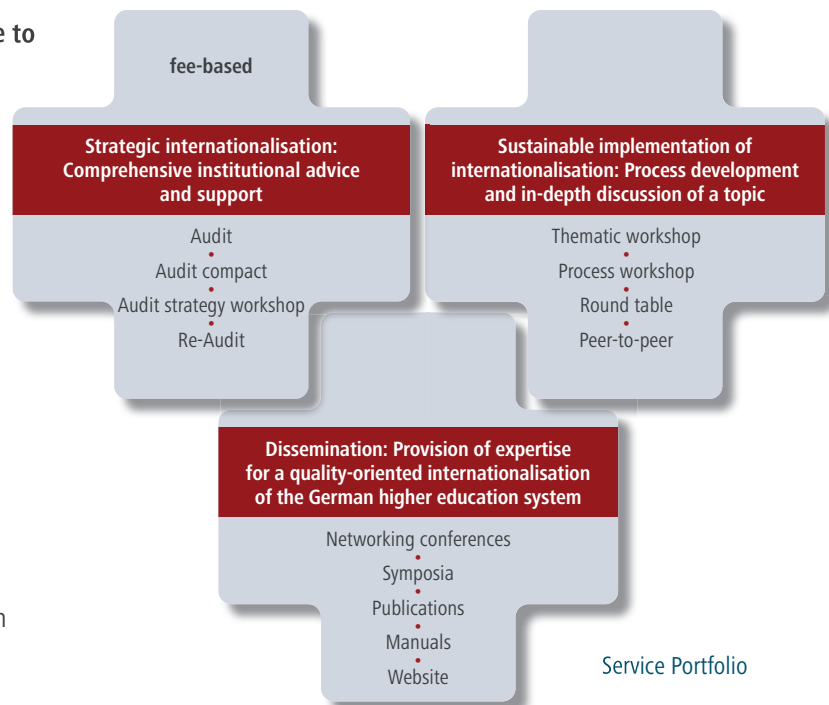 e to
fee-based
Strategic internationalisation:
Comprehensive institutional advice
and support
Audit
Audit compact
Audit strategy workshop
Re-Audit
Sustainable implementation of
internationalisation: Process development
and in-depth discussion of a topic
Thematic workshop
Process workshop
Round table
Peer-to-peer
Dissemination: Provision of expertise
for a quality-oriented internationalisation
of the German higher education system
Networking conferences
Symposia
Publications
Manuals
Website
Service Portfolio